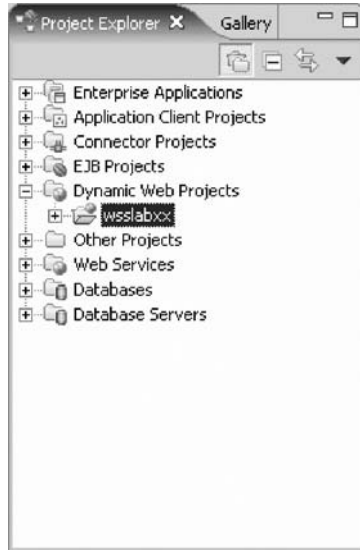 Project Explorer
Gallery
Enterprise Applications
Application Client Projects
Connector Projects
EJB Projects
Dynamic Web Projects
wsslabxx
Other Projects
Web Services
Databases
Database Servers